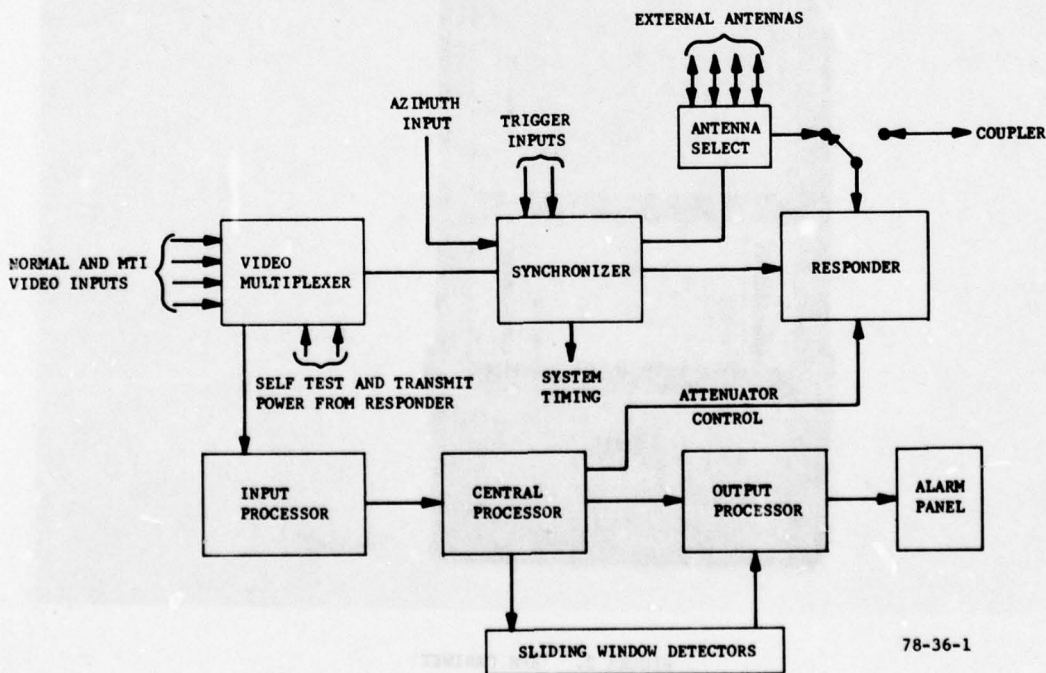 EXTERNAL ANTENNAS
AZIMUTH
INPUT
TRIGGER
INPUTS
ANTENNA
SELECT
COUPLER
NORMAL AND MTI
VIDEO INPUTS
VIDEO
MULTIPLEXER
SYNCHRONIZER
RESPONDER
SELF TEST AND TRANSMIT
POWER FROM RESPONDER
SYSTEM
TIMING
ATTENUATOR
CONTROL
INPUT
PROCESSOR
CENTRAL
PROCESSOR
OUTPUT
PROCESSOR
ALARM
PANEL
SLIDING WINDOW DETECTORS
78-36-1